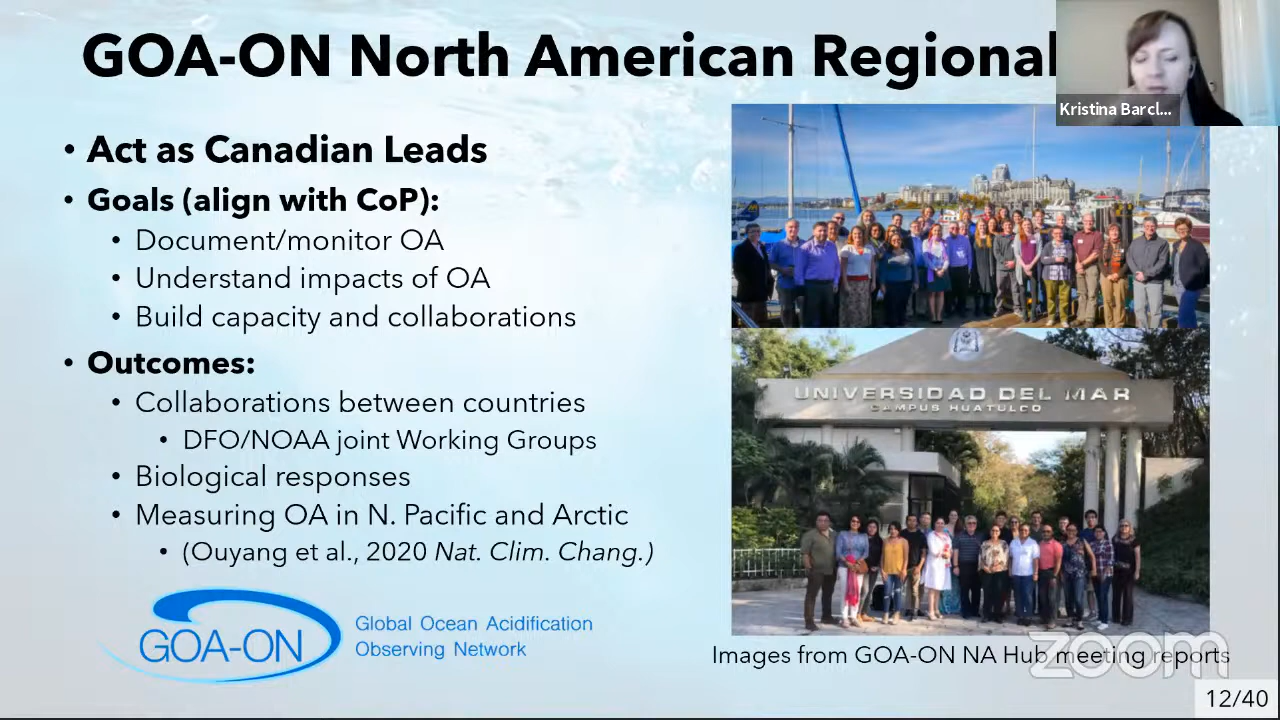 GOA-ON North American Regional
Kristina Barcl...
• Act as Canadian Leads
• Goals (align with CoP):
• Document/monitor OA
• Understand impacts of OA
• Build capacity and collaborations
• Outcomes:
• Collaborations between countries
• DFO/NOAA joint Working Groups
• Biological responses
• Measuring OA in N. Pacific and Arctic
• (Ouyang et al., 2020 Nat. Clim. Chang.)
UNIVERSIDAD DEL MAR
CAMPUS HUATULCO
GOA-ON
Global Ocean Acidification
Observing Network
Images from GOA-ON NA Hub meeting reports
zoom
12/40